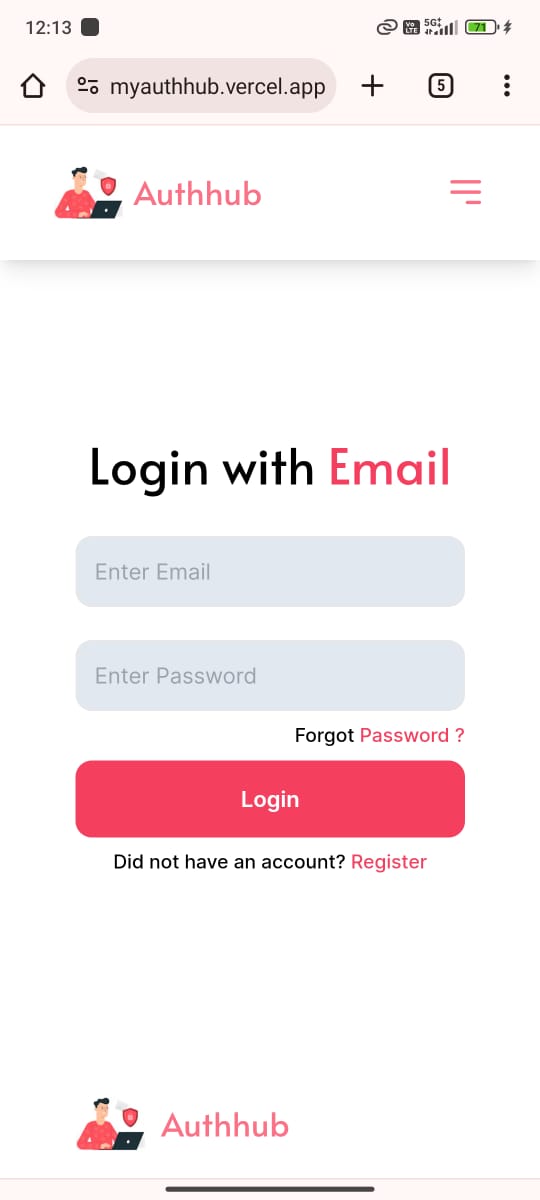 12:13
Vo LTE 5G 71
myauthhub.vercel.app
5
Authhub
Login with Email
Enter Email
Enter Password
Forgot Password ?
Login
Did not have an account? Register
Authhub